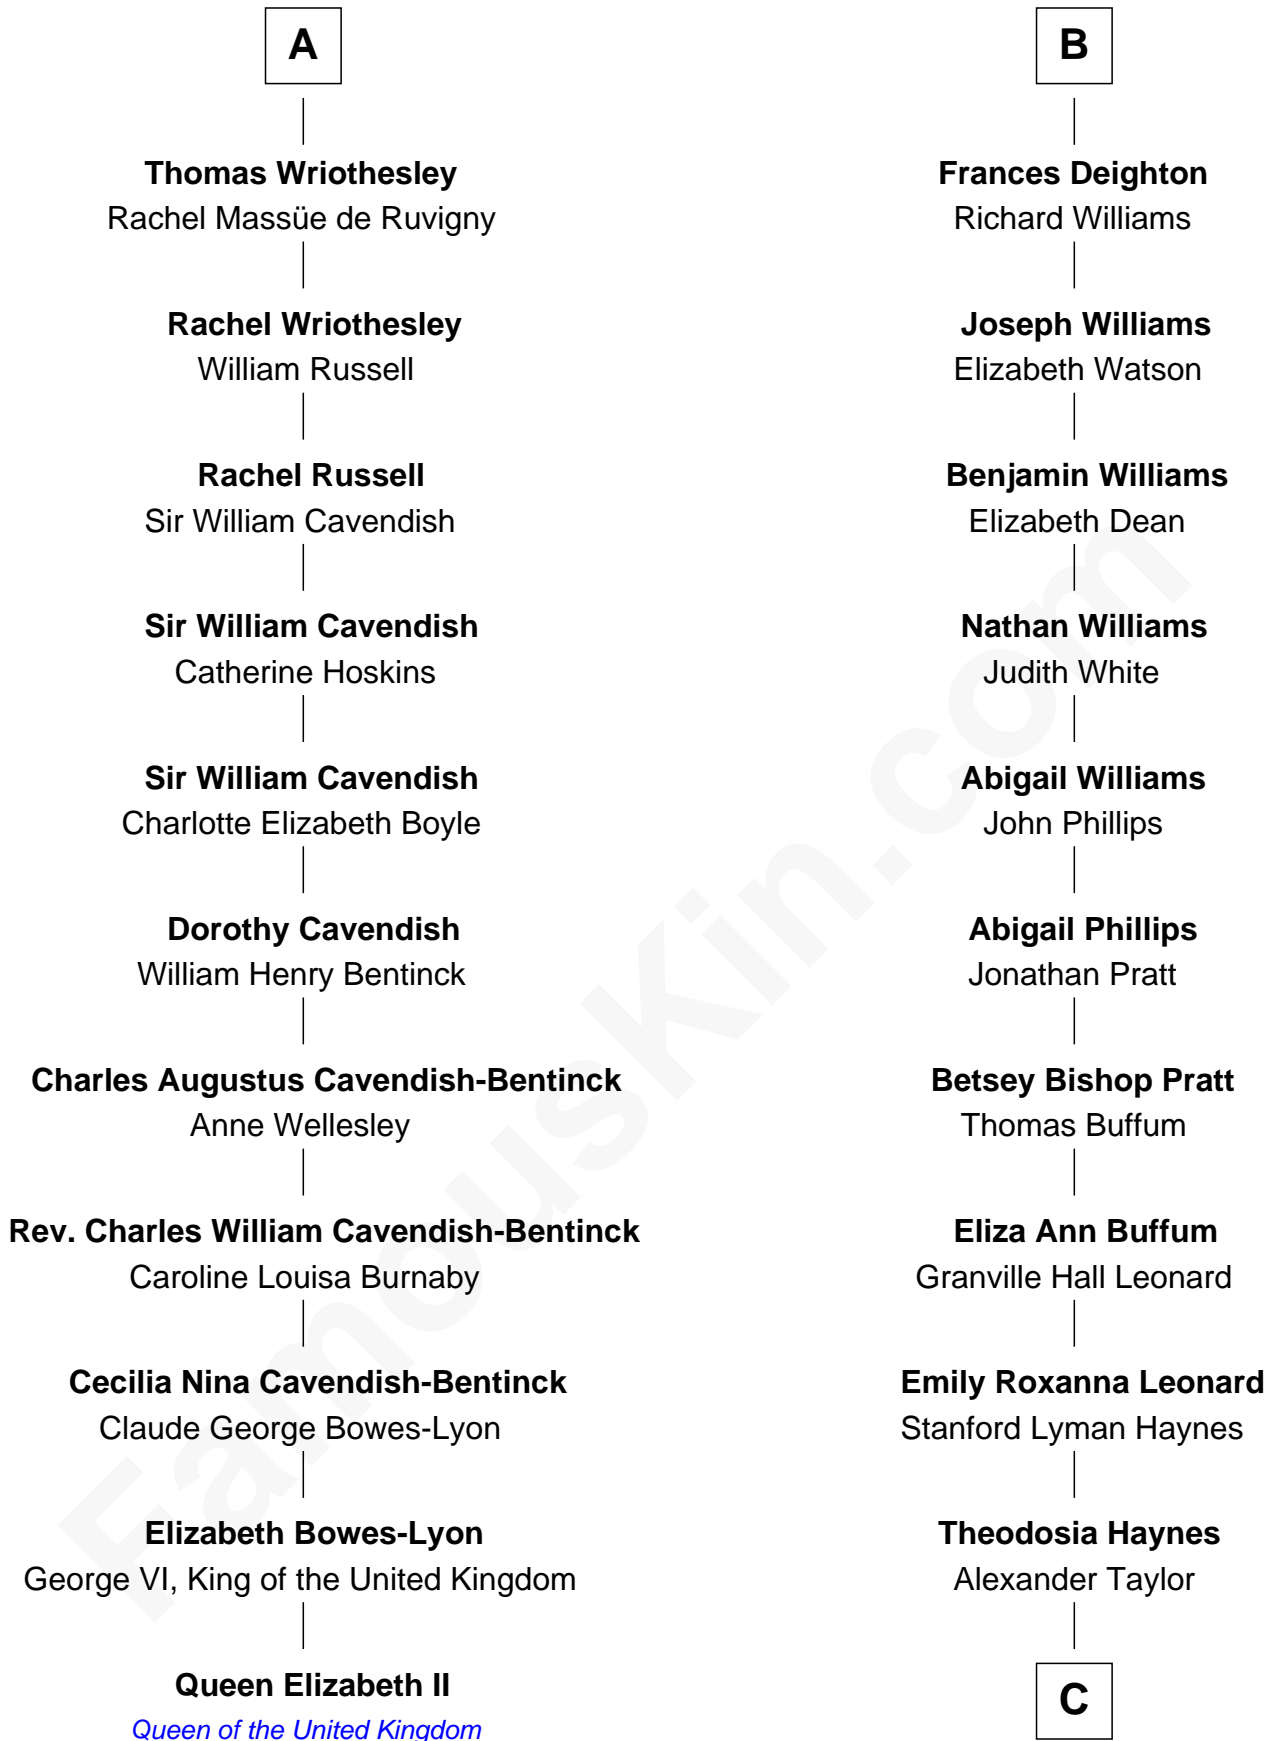 A
Thomas Wriothesley
Rachel Massüe de Ruvigny
Rachel Wriothesley
William Russell
Rachel Russell
Sir William Cavendish
Sir William Cavendish
Catherine Hoskins
Sir William Cavendish
Charlotte Elizabeth Boyle
Dorothy Cavendish
William Henry Bentinck
Charles Augustus Cavendish-Bentinck
Anne Wellesley
Rev. Charles William Cavendish-Bentinck
Caroline Louisa Burnaby
Cecilia Nina Cavendish-Bentinck
Claude George Bowes-Lyon
Elizabeth Bowes-Lyon
George VI, King of the United Kingdom
Queen Elizabeth II
Queen of the United Kingdom
B
Frances Deighton
Richard Williams
Joseph Williams
Elizabeth Watson
Benjamin Williams
Elizabeth Dean
Nathan Williams
Judith White
Abigail Williams
John Phillips
Abigail Phillips
Jonathan Pratt
Betsey Bishop Pratt
Thomas Buffum
Eliza Ann Buffum
Granville Hall Leonard
Emily Roxanna Leonard
Stanford Lyman Haynes
Theodosia Haynes
Alexander Taylor
C
FamousKin.com